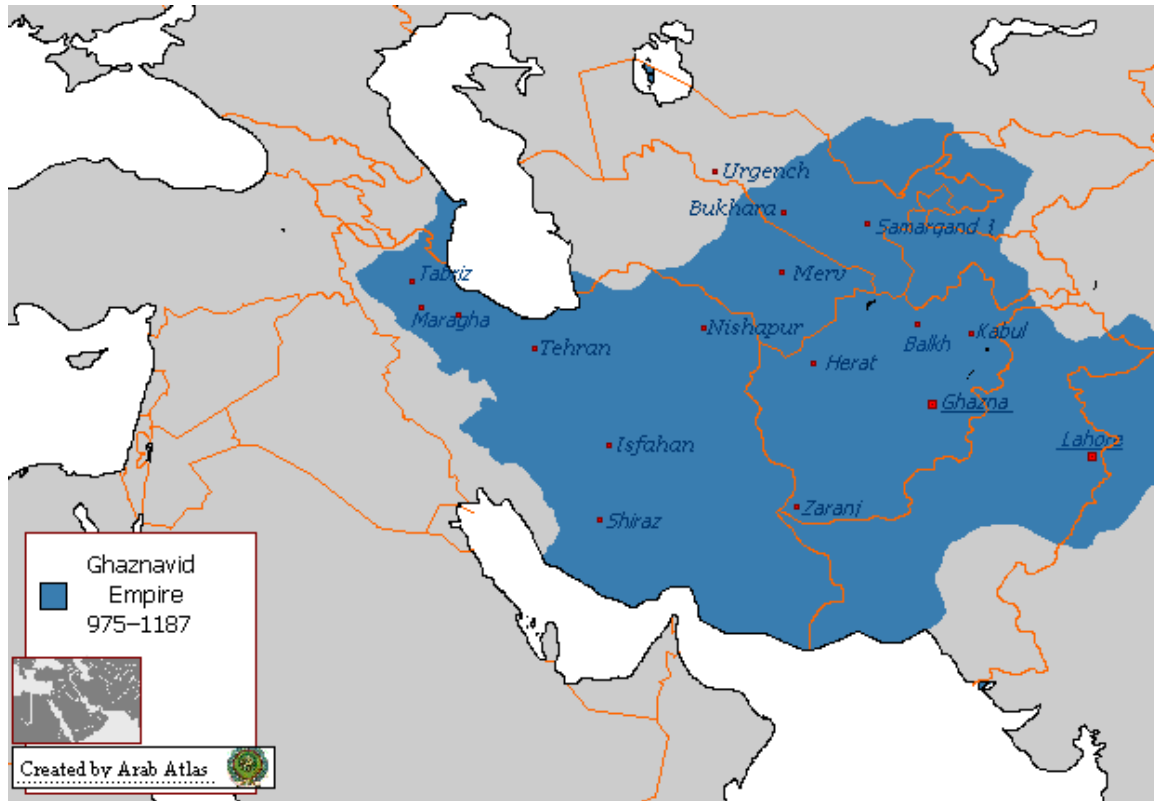 Urgench
Bukhara
Samarqand
Merv
Tabriz
Maragha
Tehran
Nishapur
Herat
Balkh
Kabul
Ghazna
Lahore
Isfahan
Shiraz
Zaranj
Ghaznavid
Empire
975-1187
Created by Arab Atlas